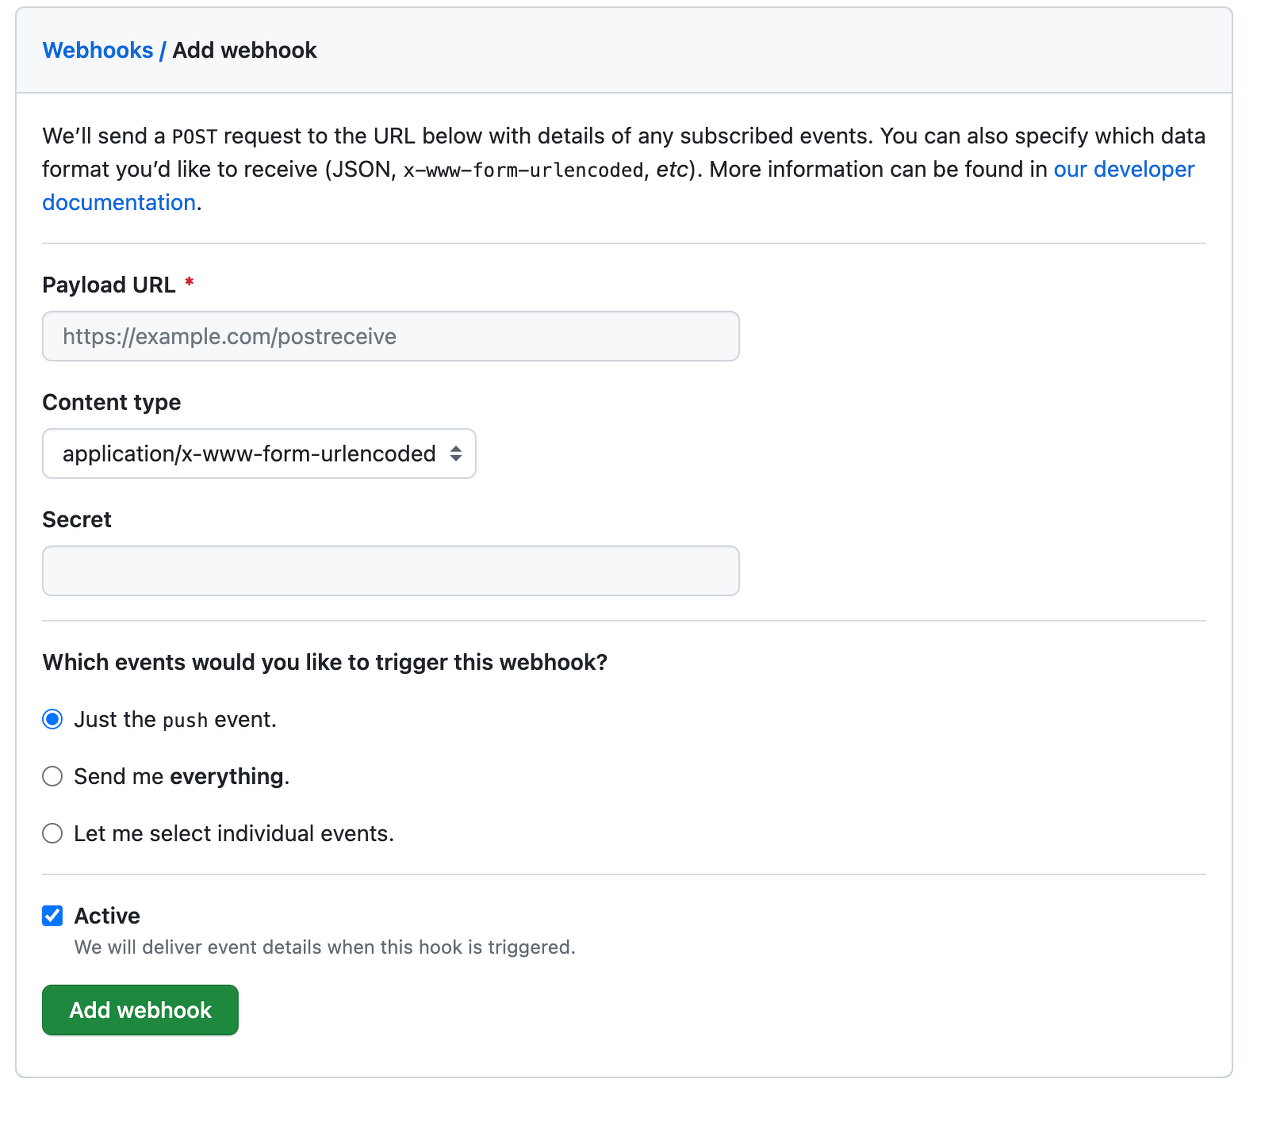 Webhooks / Add webhook
We’ll send a POST request to the URL below with details of any subscribed events. You can also specify which data
format you’d like to receive (JSON, x-www-form-urlencoded, etc). More information can be found in our developer
documentation.
Payload URL *
https://example.com/postreceive
Content type
application/x-www-form-urlencoded
Secret
Which events would you like to trigger this webhook?
Just the push event.
Send me everything.
Let me select individual events.
Active
We will deliver event details when this hook is triggered.
Add webhook